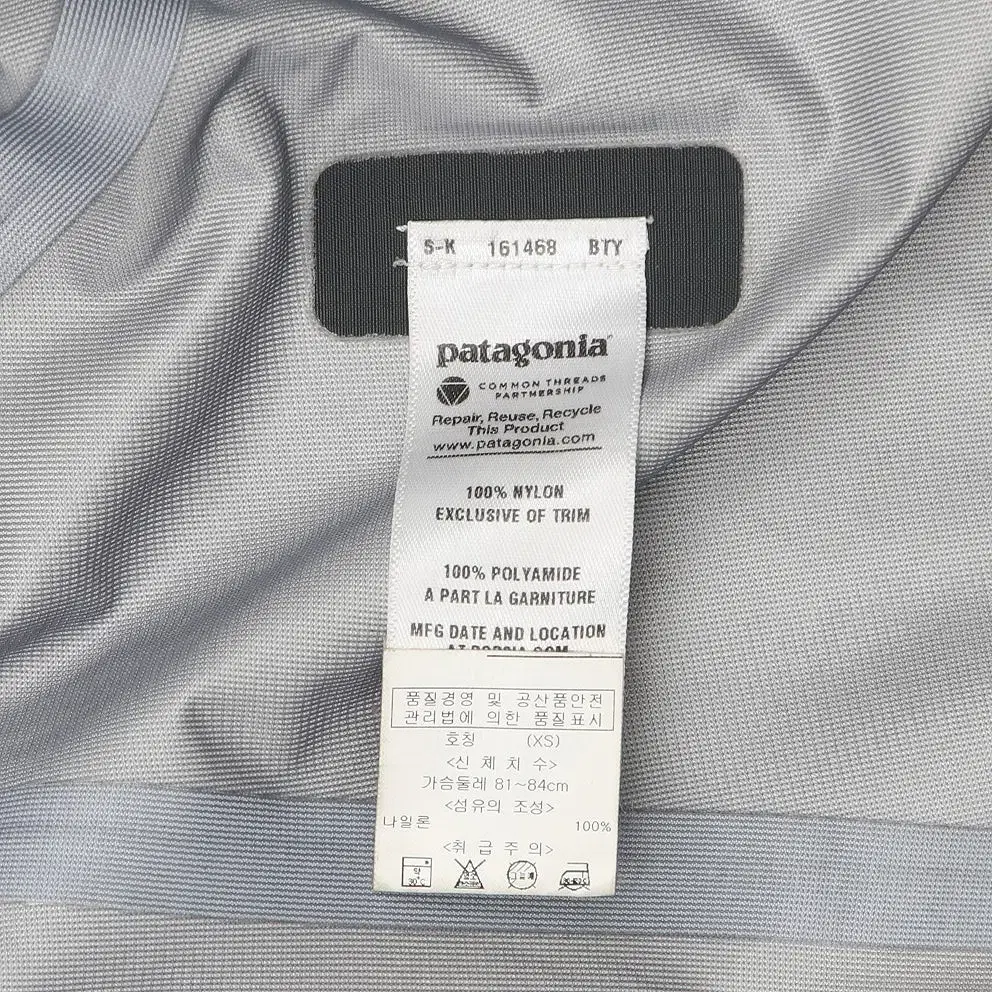 S-K 161468 BTY
patagonia
COMMON THREADS
PARTNERSHIP
Repair, Reuse, Recycle
This Product
www.patagonia.com
100% NYLON
EXCLUSIVE OF TRIM
100% POLYAMIDE
A PART LA GARNITURE
MFG DATE AND LOCATION
품질경영 및 공산품안전
관리법에 의한 품질표시
호칭 (XS)
<신 체 치 수>
가슴둘레 81~84cm
<섬유의 조성>
나일론 100%
<취 급 주 의>
약
30℃